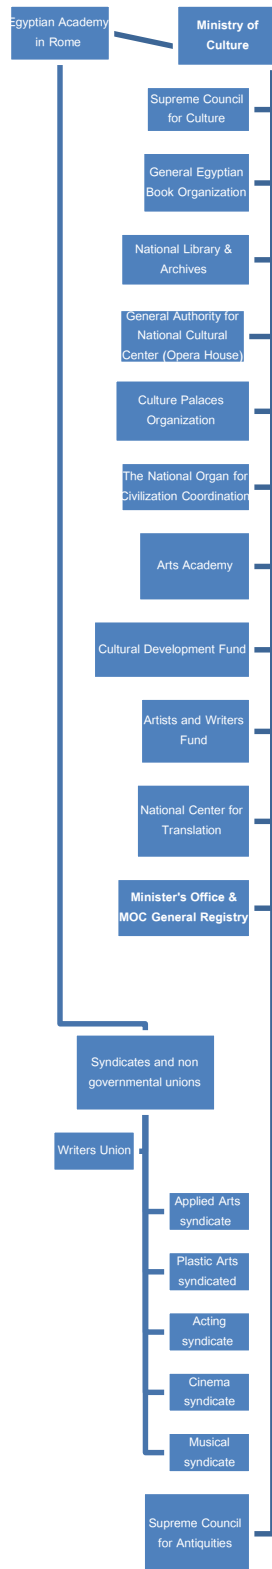 Egyptian Academy
in Rome
Ministry of
Culture
Supreme Council
for Culture
General Egyptian
Book Organization
National Library &
Archives
General Authority for
National Cultural
Center (Opera House)
Culture Palaces
Organization
The National Organ for
Civilization Coordination
Arts Academy
Cultural Development Fund
Artists and Writers
Fund
National Center for
Translation
Minister's Office &
MOC General Registry
Syndicates and non
governmental unions
Writers Union
Applied Arts
syndicate
Plastic Arts
syndicated
Acting
syndicate
Cinema
syndicate
Musical
syndicate
Supreme Council
for Antiquities